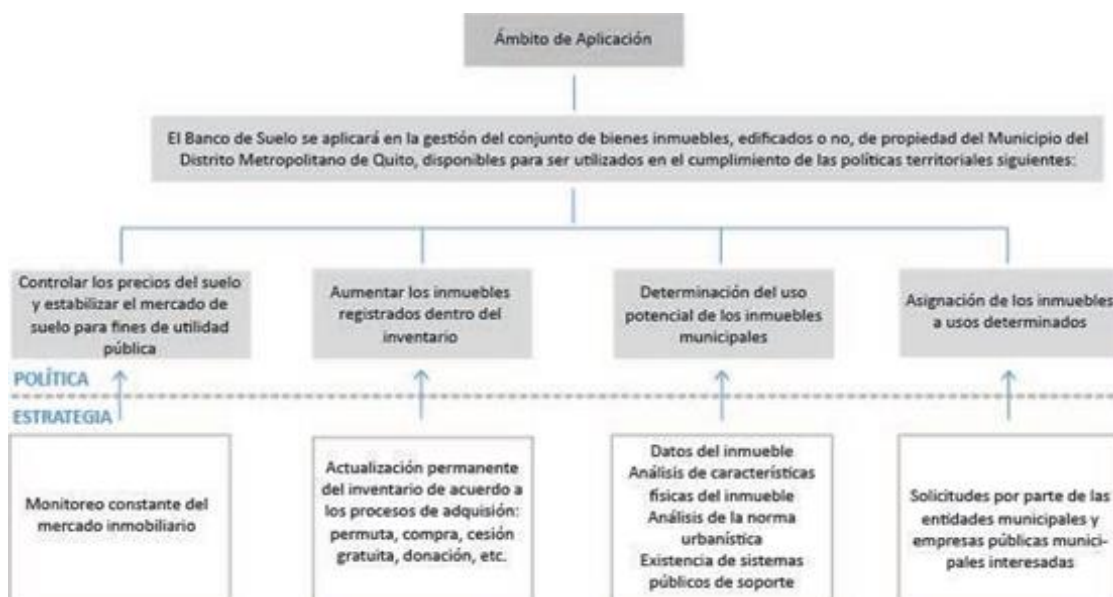 Ámbito de Aplicación
El Banco de Suelo se aplicará en la gestión del conjunto de bienes inmuebles, edificados o no, de propiedad del Municipio del
Distrito Metropolitano de Quito, disponibles para ser utilizados en el cumplimiento de las políticas territoriales siguientes:
Controlar los precios del suelo
y estabilizar el mercado de
suelo para fines de utilidad
pública
Aumentar los inmuebles
registrados dentro del
inventario
Determinación del uso
potencial de los inmuebles
municipales
Asignación de los inmuebles
a usos determinados
POLÍTICA
ESTRATEGIA
Monitoreo constante del
mercado inmobiliario
Actualización permanente
del inventario de acuerdo a
los procesos de adquisión:
permuta, compra, cesión
gratuita, donación, etc.
Datos del inmueble
Análisis de características
físicas del inmueble
Análisis de la norma
urbanística
Existencia de sistemas
públicos de soporte
Solicitudes por parte de las
entidades municipales y
empresas públicas munici-
pales interesadas